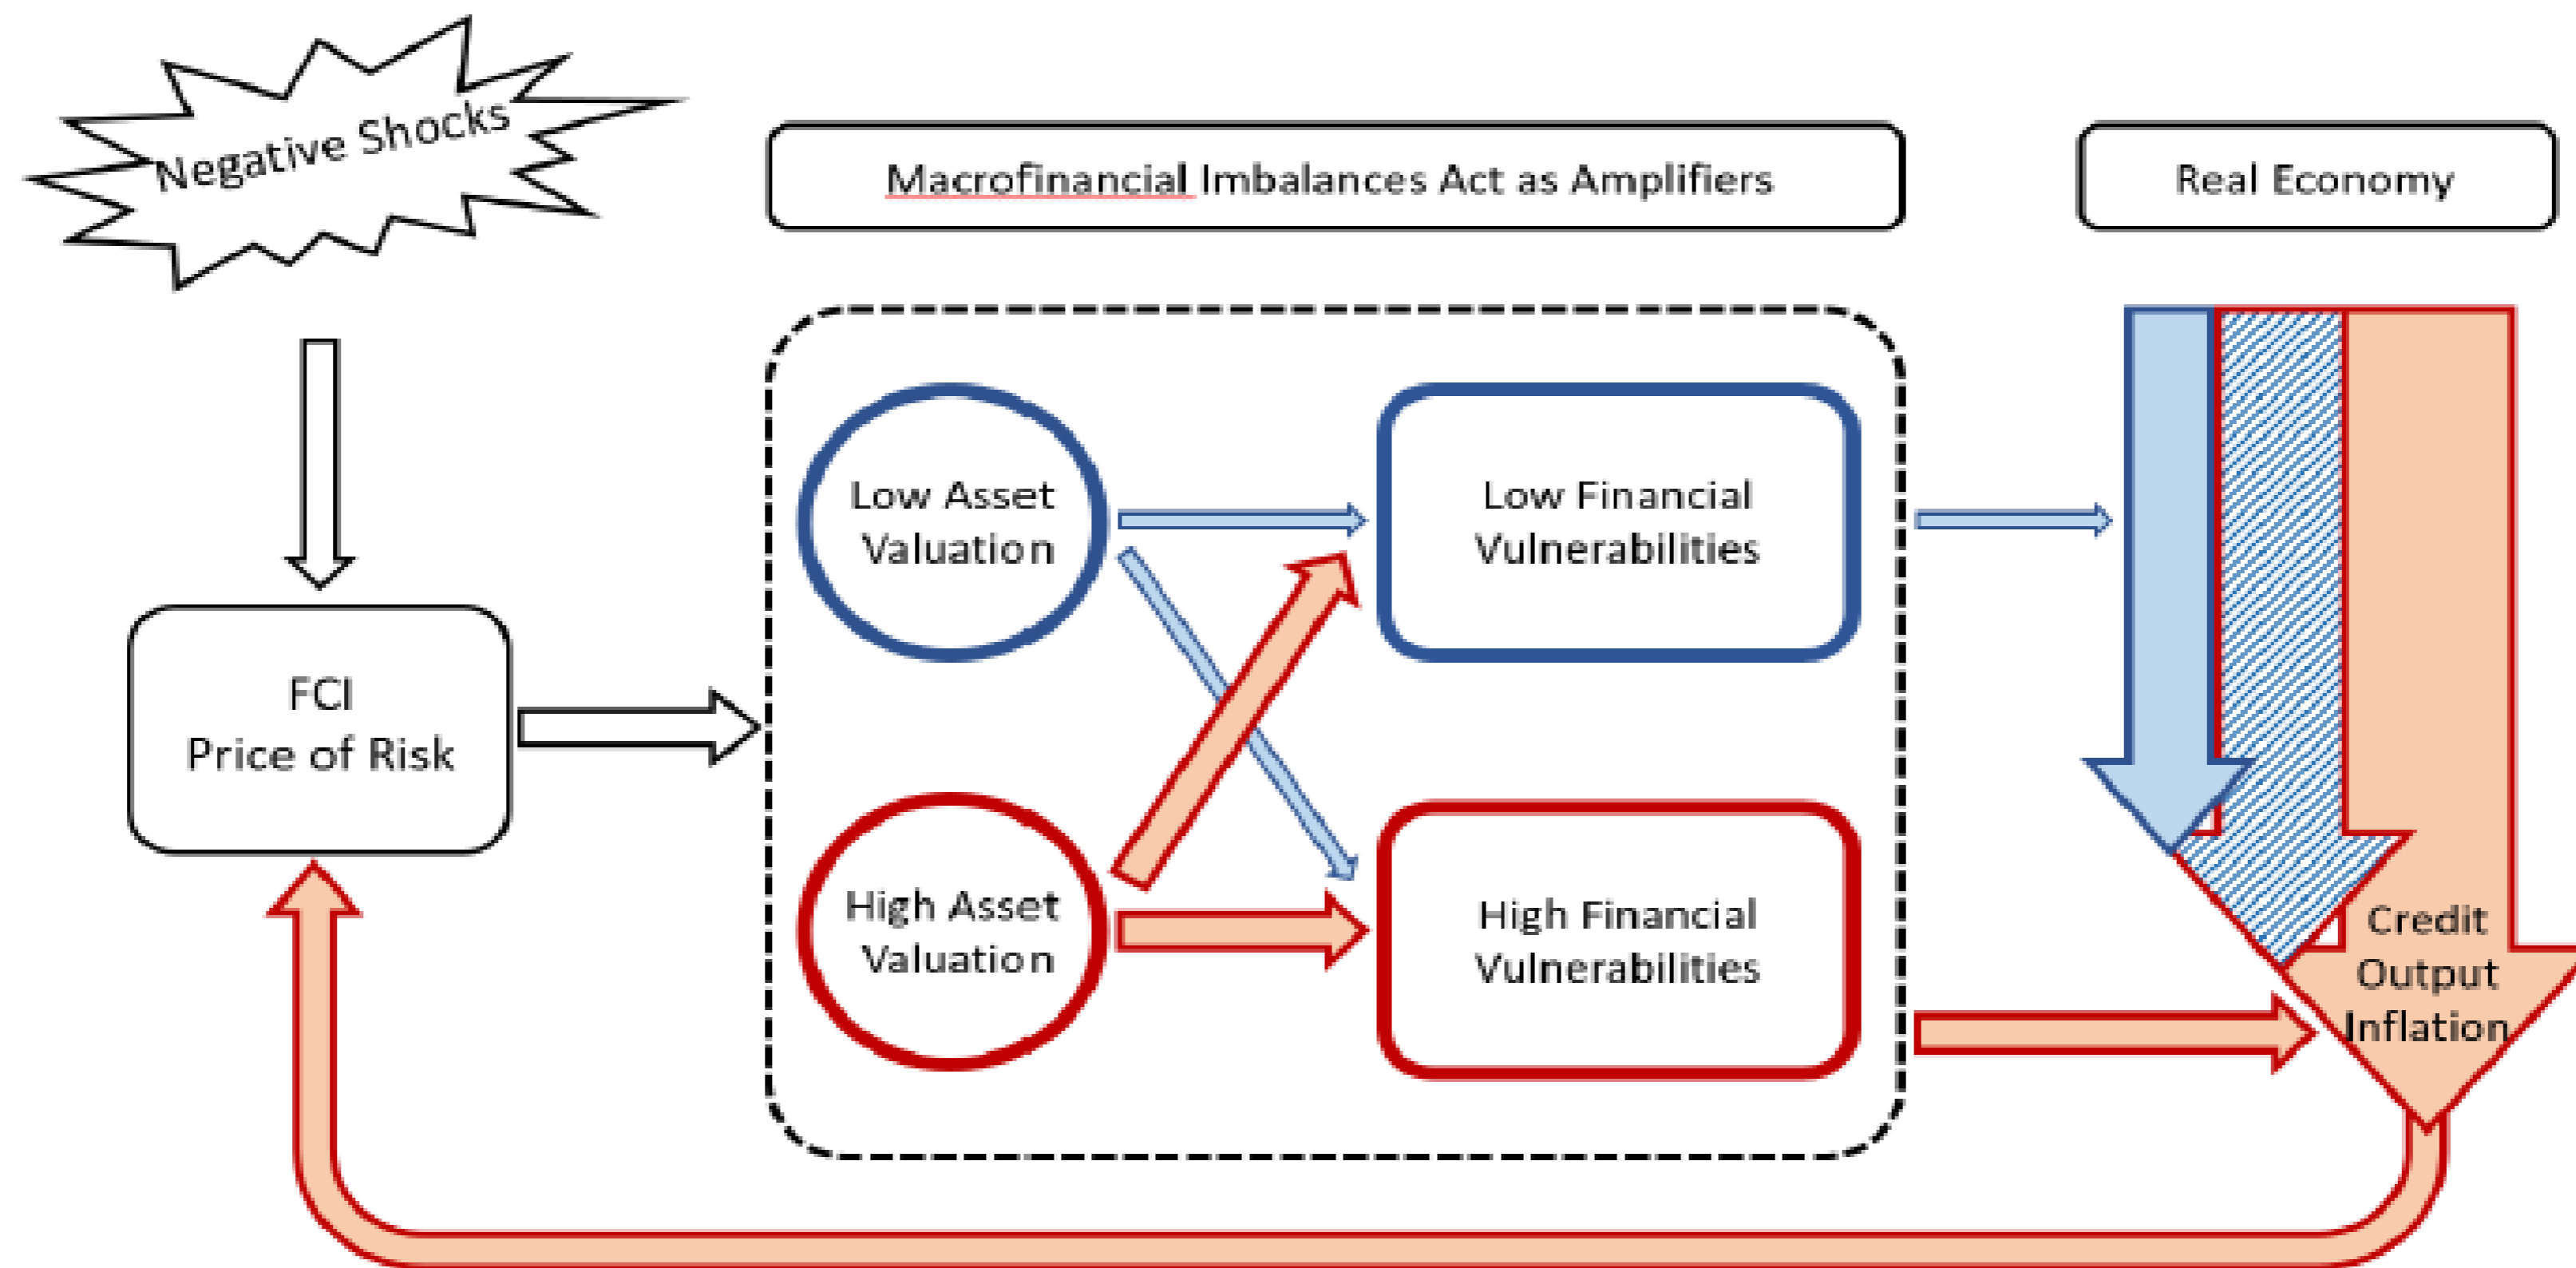 Negative Shocks
Macrofinancial Imbalances Act as Amplifiers
Real Economy
FCI
Price of Risk
Low Asset
Valuation
Low Financial
Vulnerabilities
High Asset
Valuation
High Financial
Vulnerabilities
Credit
Output
Inflation